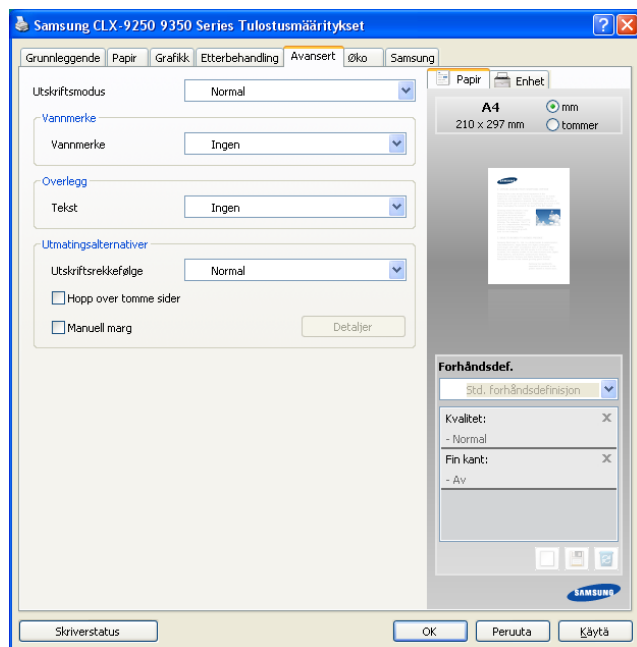 Samsung CLX-9250 9350 Series Tulostusmääritykset
Grunnleggende Papir Grafikk Etterbehandling Avansert Øko Samsung
Utskriftsmodus Normal
Vannmerke
Vannmerke Ingen
Overlegg
Tekst Ingen
Utmatingsalternativer
Utskriftsrekkefølge Normal
Hopp over tomme sider
Manuell marg Detaljer
Papir Enhet
A4 mm
210 x 297 mm tommer
Forhåndsdef.
Std. forhåndsdefinisjon
Kvalitet:
- Normal
Fin kant:
- Av
SAMSUNG
Skriverstatus OK Peruuta Käytä